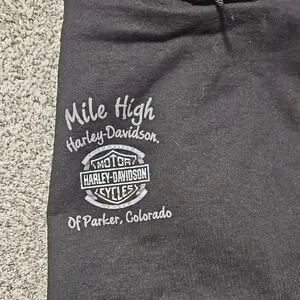 Mile High
Harley-Davidson.
MOTOR
HARLEY-DAVIDSON
CYCLES
Of Parker, Colorado